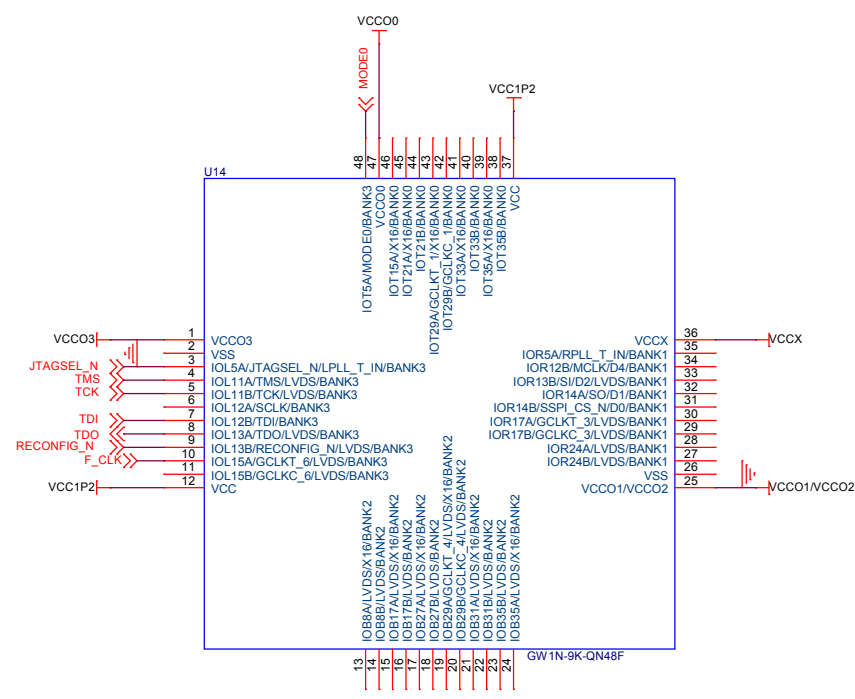 VCCO0
MODE0
VCC1P2
48
47
46
45
44
43
42
41
40
39
38
37
U14
IOT5A/MODE0/BANK3
VCCO0
IOT15A/X16/BANK0
IOT21A/X16/BANK0
IOT21B/BANK0
IOT29A/GCLKT_1/X16/BANK0
IOT29B/GCLKC_1/BANK0
IOT33A/X16/BANK0
IOT33B/BANK0
IOT35A/X16/BANK0
IOT35B/BANK0
VCC
VCCO3 1 VCCO3
2 VSS
JTAGSEL_N 3 IOL5A/JTAGSEL_N/LPLL_T_IN/BANK3
TMS 4 IOL11A/TMS/LVDS/BANK3
TCK 5 IOL11B/TCK/LVDS/BANK3
6 IOL12A/SCLK/BANK3
TDI 7 IOL12B/TDI/BANK3
TDO 8 IOL13A/TDO/LVDS/BANK3
RECONFIG_N 9 IOL13B/RECONFIG_N/LVDS/BANK3
F_CLK 10 IOL15A/GCLKT_6/LVDS/BANK3
11 IOL15B/GCLKC_6/LVDS/BANK3
VCC1P2 12 VCC
VCCX 36 VCCX
IOR5A/RPLL_T_IN/BANK1 35
IOR12B/MCLK/D4/BANK1 34
IOR13B/SI/D2/LVDS/BANK1 33
IOR14A/SO/D1/BANK1 32
IOR14B/SSPI_CS_N/D0/BANK1 31
IOR17A/GCLKT_3/LVDS/BANK1 30
IOR17B/GCLKC_3/LVDS/BANK1 29
IOR24A/LVDS/BANK1 28
IOR24B/LVDS/BANK1 27
VSS 26
VCCO1/VCCO2 25 VCCO1/VCCO2
IOB8A/LVDS/X16/BANK2
IOB8B/LVDS/BANK2
IOB17A/LVDS/X16/BANK2
IOB17B/LVDS/BANK2
IOB27A/LVDS/X16/BANK2
IOB27B/LVDS/BANK2
IOB29A/GCLKT_4/LVDS/X16/BANK2
IOB29B/GCLKC_4/LVDS/BANK2
IOB31A/LVDS/X16/BANK2
IOB31B/LVDS/BANK2
IOB35B/LVDS/BANK2
IOB35A/LVDS/X16/BANK2
GW1N-9K-QN48F
13
14
15
16
17
18
19
20
21
22
23
24